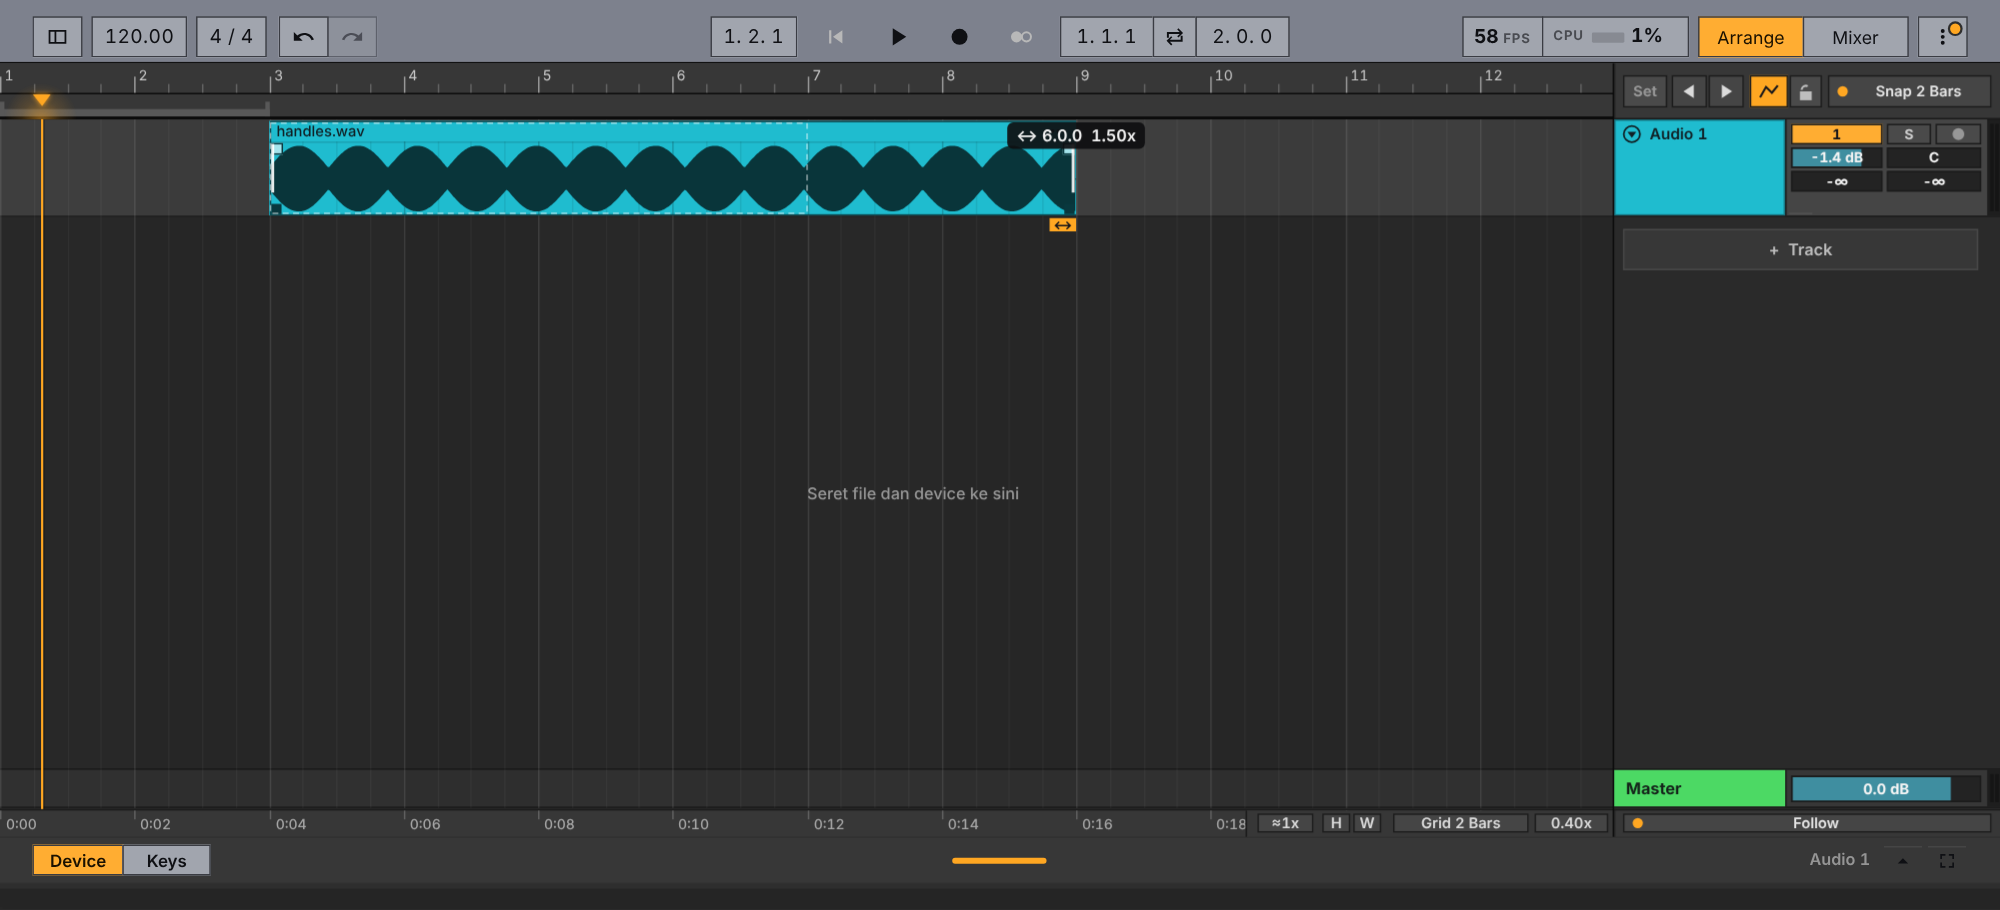 120.00
4 / 4
1. 2. 1
1. 1. 1
2. 0. 0
58 FPS
CPU 1%
Arrange
Mixer
1
2
3
4
5
6
7
8
9
10
11
12
Set
Snap 2 Bars
handles.wav
↔ 6.0.0 1.50x
Audio 1
1
S
-1.4 dB
C
-∞
-∞
+ Track
Seret file dan device ke sini
Master
0.0 dB
0:00
0:02
0:04
0:06
0:08
0:10
0:12
0:14
0:16
0:18
≈1x
H
W
Grid 2 Bars
0.40x
Follow
Device
Keys
Audio 1